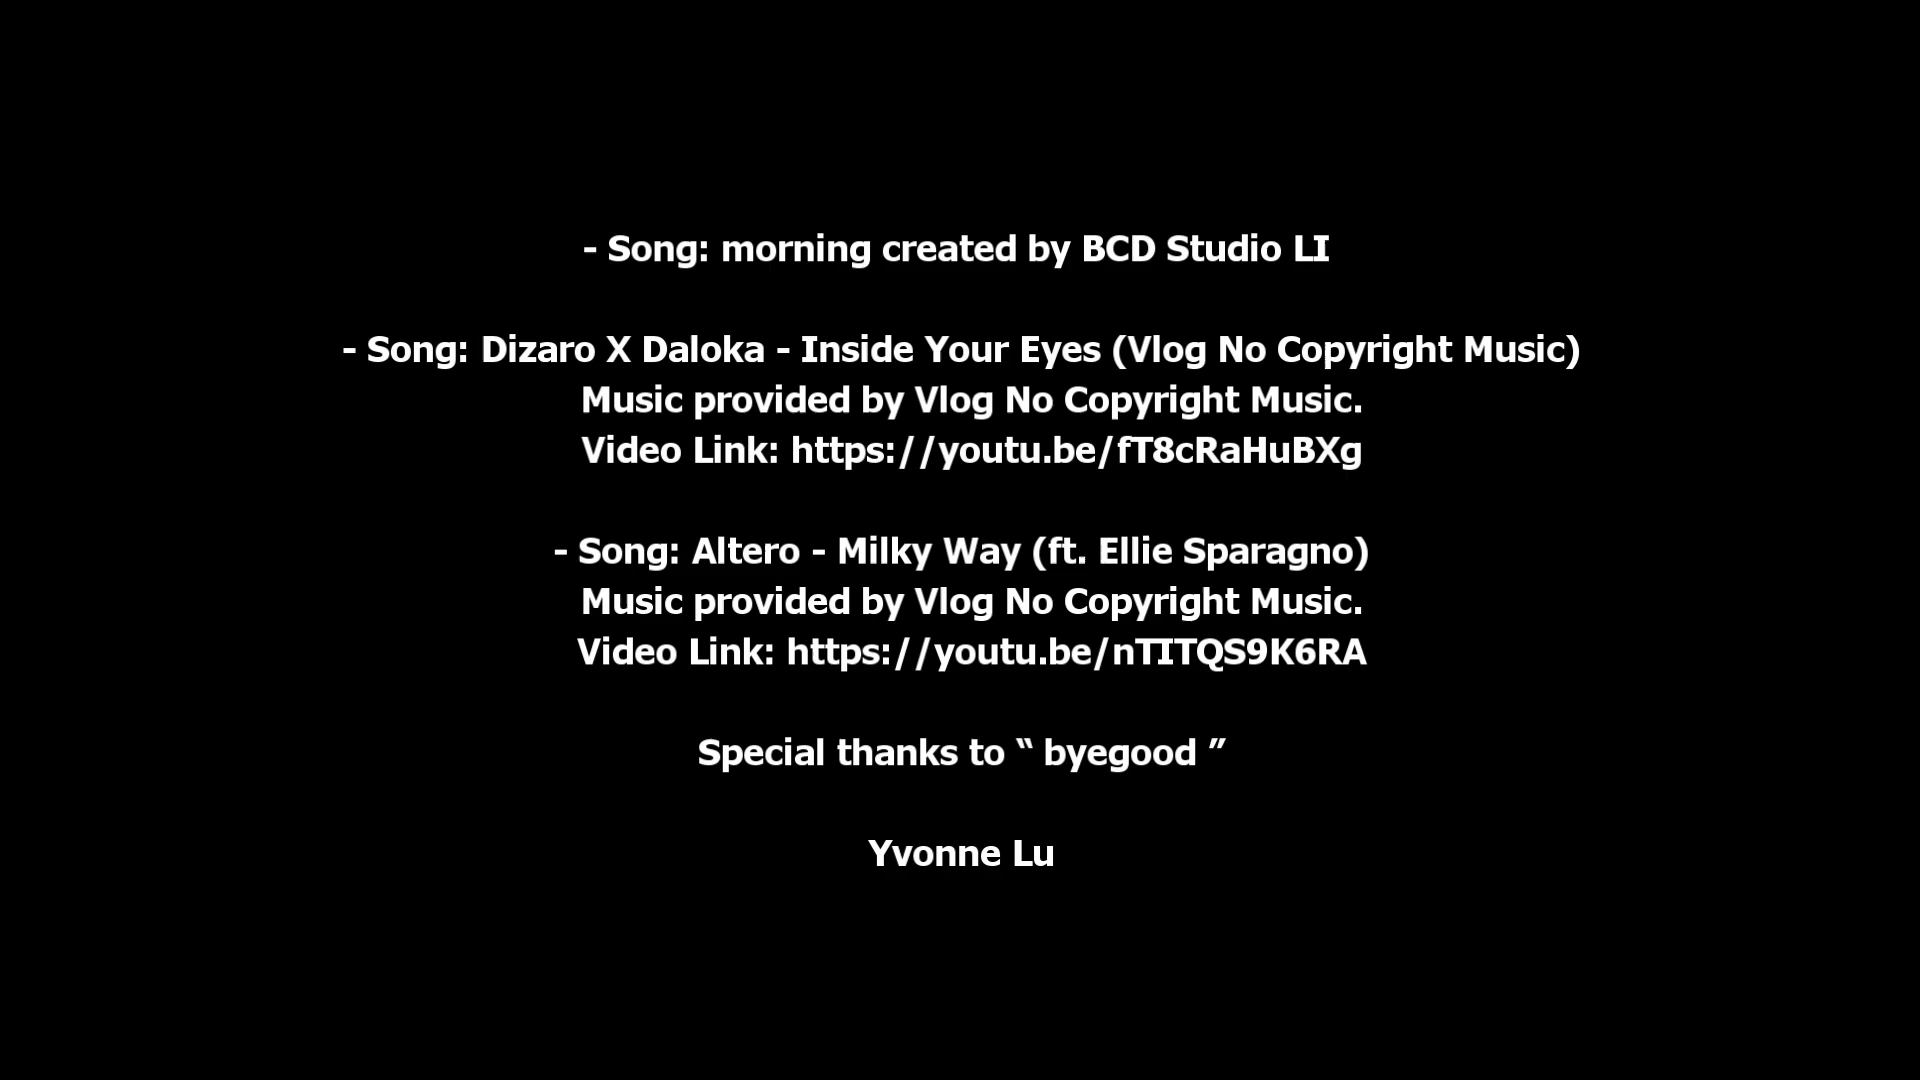 - Song: morning created by BCD Studio LI
- Song: Dizaro X Daloka - Inside Your Eyes (Vlog No Copyright Music)
Music provided by Vlog No Copyright Music.
Video Link: https://youtu.be/fT8cRaHuBXg
- Song: Altero - Milky Way (ft. Ellie Sparagno)
Music provided by Vlog No Copyright Music.
Video Link: https://youtu.be/nTITQS9K6RA
Special thanks to “ byegood ”
Yvonne Lu